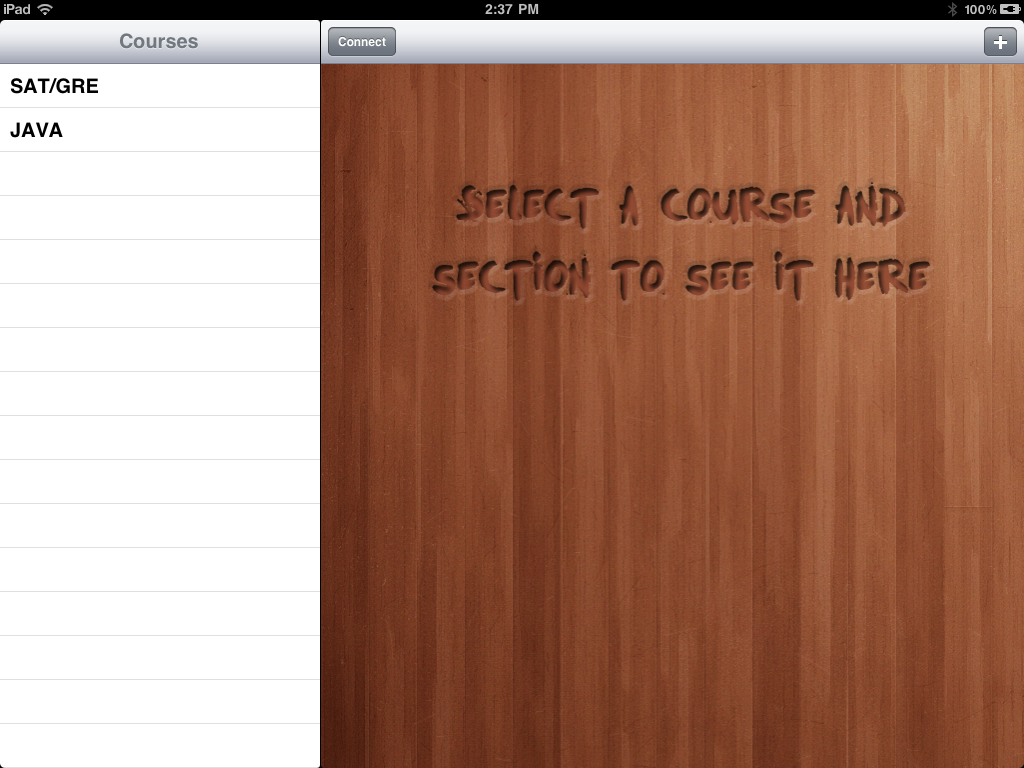 iPad 2:37 PM 100%
Courses
Connect
+
SAT/GRE
JAVA
SELECT A COURSE AND
SECTION TO SEE IT HERE